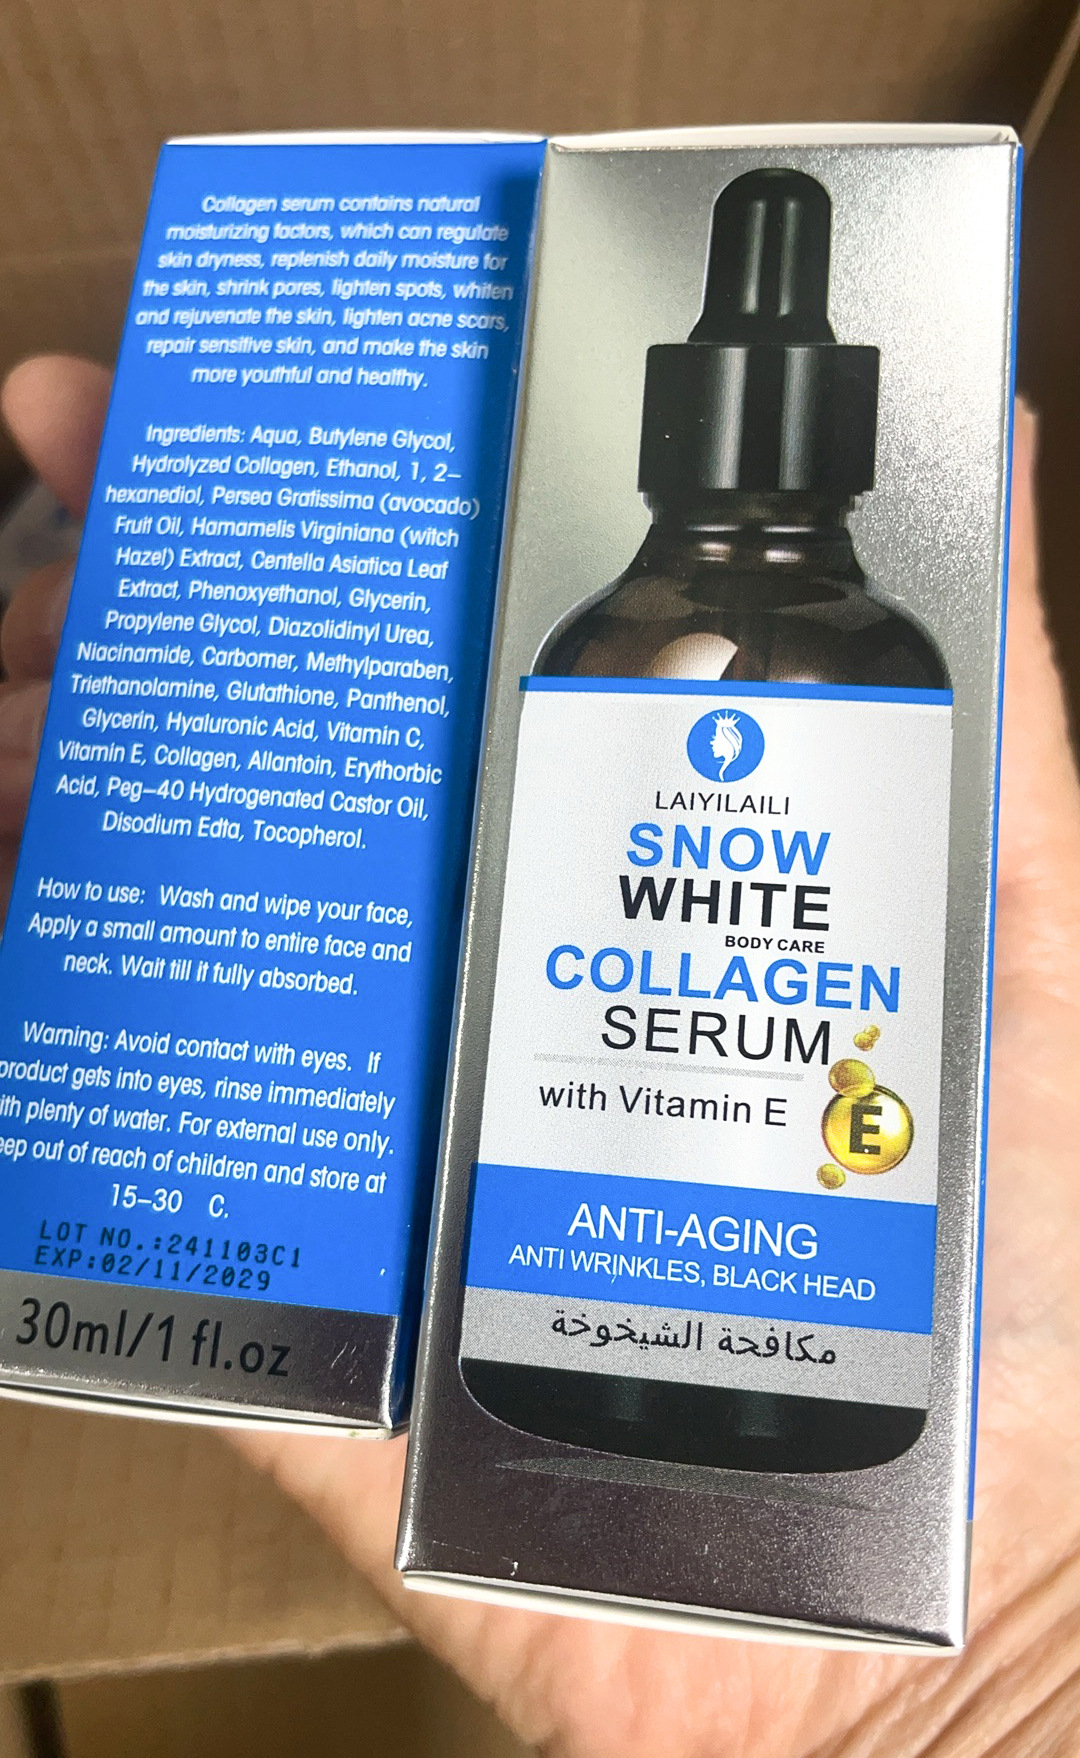 Collagen serum contains natural
moisturizing factors, which can regulate
skin dryness, replenish daily moisture for
the skin, shrink pores, lighten spots, whiten
and rejuvenate the skin, lighten acne scars,
repair sensitive skin, and make the skin
more youthful and healthy.
Ingredients: Aqua, Butylene Glycol,
Hydrolyzed Collagen, Ethanol, 1, 2-
hexanediol, Persea Gratissima (avocado)
Fruit Oil, Hamamelis Virginiana (witch
Hazel) Extract, Centella Asiatica Leaf
Extract, Phenoxyethanol, Glycerin,
Propylene Glycol, Diazolidinyl Urea,
Niacinamide, Carbomer, Methylparaben,
Triethanolamine, Glutathione, Panthenol,
Glycerin, Hyaluronic Acid, Vitamin C,
Vitamin E, Collagen, Allantoin, Erythorbic
Acid, Peg-40 Hydrogenated Castor Oil,
Disodium Edta, Tocopherol.
How to use: Wash and wipe your face,
Apply a small amount to entire face and
neck. Wait till it fully absorbed.
Warning: Avoid contact with eyes. If
product gets into eyes, rinse immediately
ith plenty of water. For external use only.
eep out of reach of children and store at
15-30 C.
LOT NO.:241103C1
EXP:02/11/2029
30ml/1 fl.oz
LAIYILAILI
SNOW
WHITE
BODY CARE
COLLAGEN
SERUM
with Vitamin E
E
ANTI-AGING
ANTI WRINKLES, BLACK HEAD
مكافحة الشيخوخة